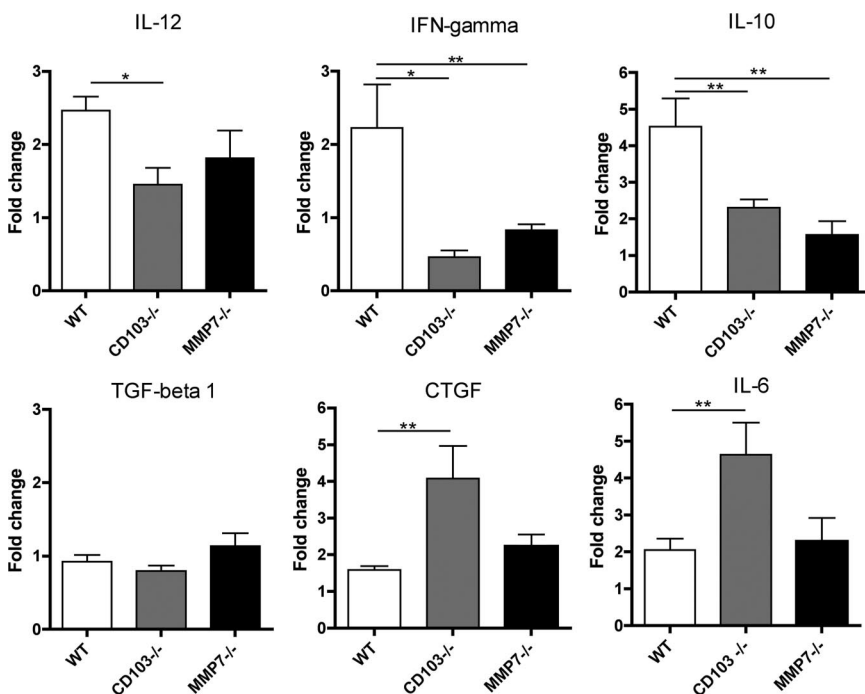 IL-12
IFN-gamma
IL-10
Fold change
3
2
1
0
*
WT
CD103-/-
MMP7-/-
Fold change
3
2
1
0
**
*
WT
CD103-/-
MMP7-/-
Fold change
6
5
4
3
2
1
0
**
**
WT
CD103-/-
MMP7-/-
TGF-beta 1
CTGF
IL-6
Fold change
3
2
1
0
WT
CD103-/-
MMP7-/-
Fold change
6
5
4
3
2
1
0
**
WT
CD103-/-
MMP7-/-
Fold change
6
5
4
3
2
1
0
**
WT
CD103 -/-
MMP7-/-